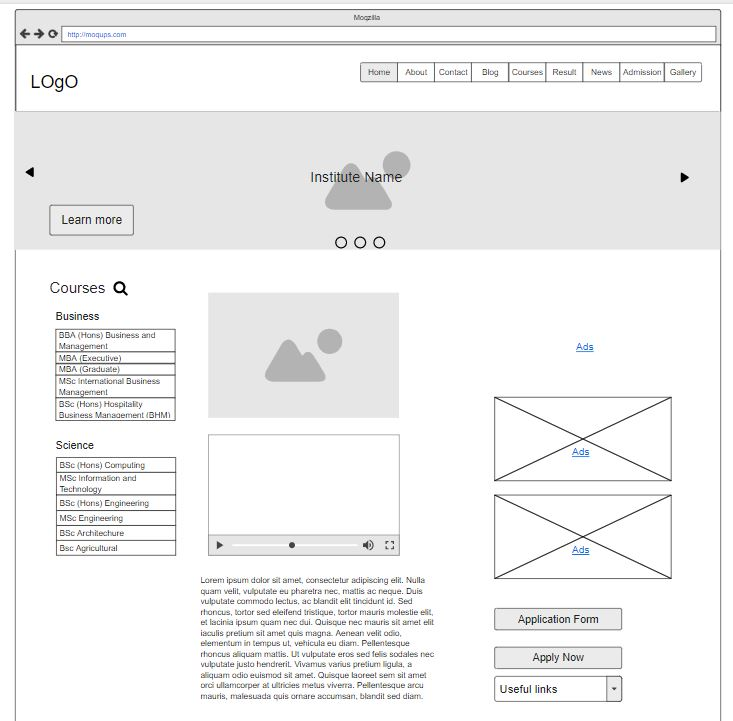 Moqzilla
http://moqups.com
LOgO
Home About Contact Blog Courses Result News Admission Gallery
Institute Name
Learn more
Courses
Business
BBA (Hons) Business and
Management
MBA (Executive)
MBA (Graduate)
MSc International Business
Management
BSc (Hons) Hospitality
Business Management (BHM)
Science
BSc (Hons) Computing
MSc Information and
Technology
BSc (Hons) Engineering
MSc Engineering
BSc Architechure
Bsc Agricultural
Lorem ipsum dolor sit amet, consectetur adipiscing elit. Nulla
quam velit, vulputate eu pharetra nec, mattis ac neque. Duis
vulputate commodo lectus, ac blandit elit tincidunt id. Sed
rhoncus, tortor sed eleifend tristique, tortor mauris molestie elit,
et lacinia ipsum quam nec dui. Quisque nec mauris sit amet elit
iaculis pretium sit amet quis magna. Aenean velit odio,
elementum in tempus ut, vehicula eu diam. Pellentesque
rhoncus aliquam mattis. Ut vulputate eros sed felis sodales nec
vulputate justo hendrerit. Vivamus varius pretium ligula, a
aliquam odio euismod sit amet. Quisque laoreet sem sit amet
orci ullamcorper at ultricies metus viverra. Pellentesque arcu
mauris, malesuada quis ornare accumsan, blandit sed diam.
Ads
Ads
Ads
Application Form
Apply Now
Useful links